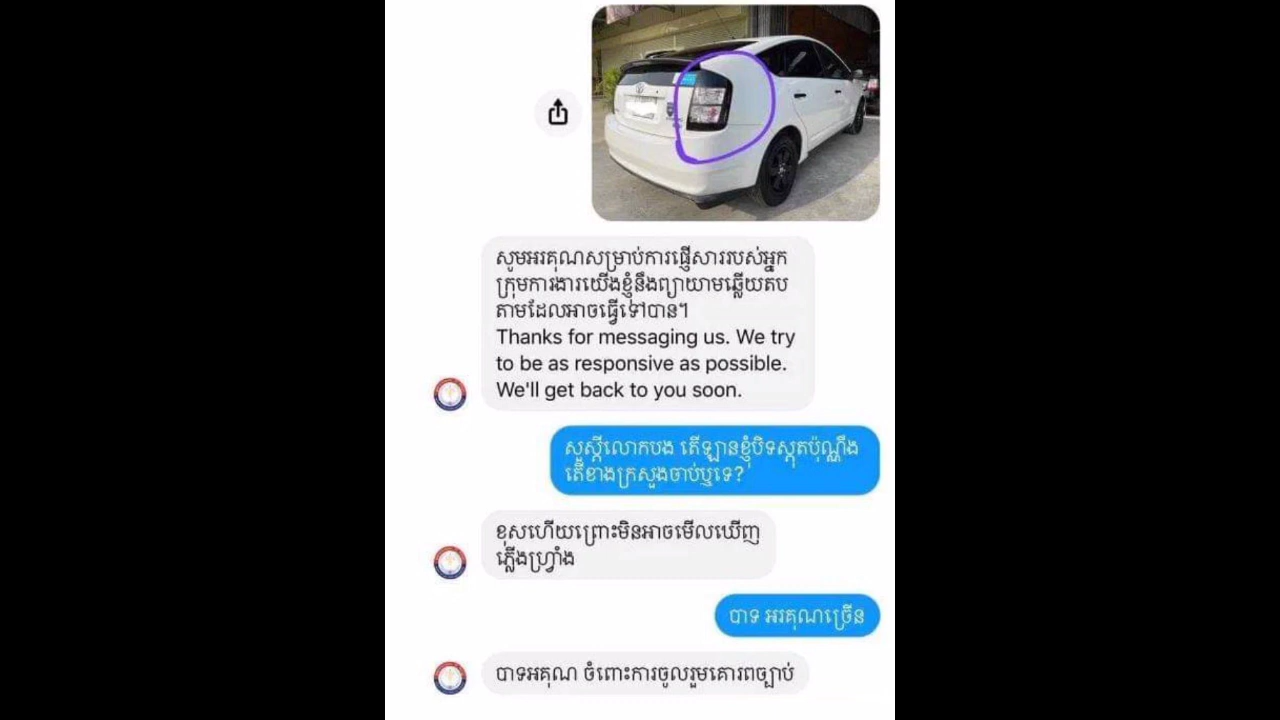 សូមអរគុណសម្រាប់ការផ្ញើសាររបស់អ្នក
ក្រុមការងារយើងខ្ញុំនឹងព្យាយាមឆ្លើយតប
តាមដែលអាចធ្វើទៅបាន។
Thanks for messaging us. We try
to be as responsive as possible.
We'll get back to you soon.
សួស្តីលោកបង តើឡានខ្ញុំបិទស្កុតប៉ុណ្ណឹង
តើខាងក្រសួងចាប់ឬទេ?
ខុសហើយព្រោះមិនអាចមើលឃើញ
ភ្លើងហ្វ្រាំង
បាទ អរគុណច្រើន
បាទអគុណ ចំពោះការចូលរួមគោរពច្បាប់